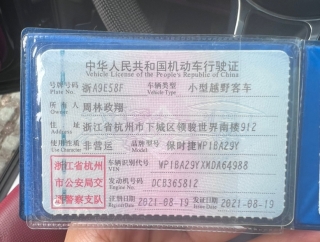 中华人民共和国机动车行驶证
Vehicle License of the People's Republic of China
号牌号码 浙A9E58F 车辆类型 小型越野客车
Plate No. Vehicle Type
所有人 周林政翔
Owner
住址 浙江省杭州市下城区领骏世界南楼912
Address
使用性质 非营运 品牌型号 保时捷WP1BA29Y
Use Character Model
浙江省杭州市公安局交通警察支队
车辆识别代号 WP1BA29YXMDA64988
VIN
发动机号码 DCB365812
Engine No.
注册日期 2021-08-19 发证日期 2021-08-19
Register Date Issue Date